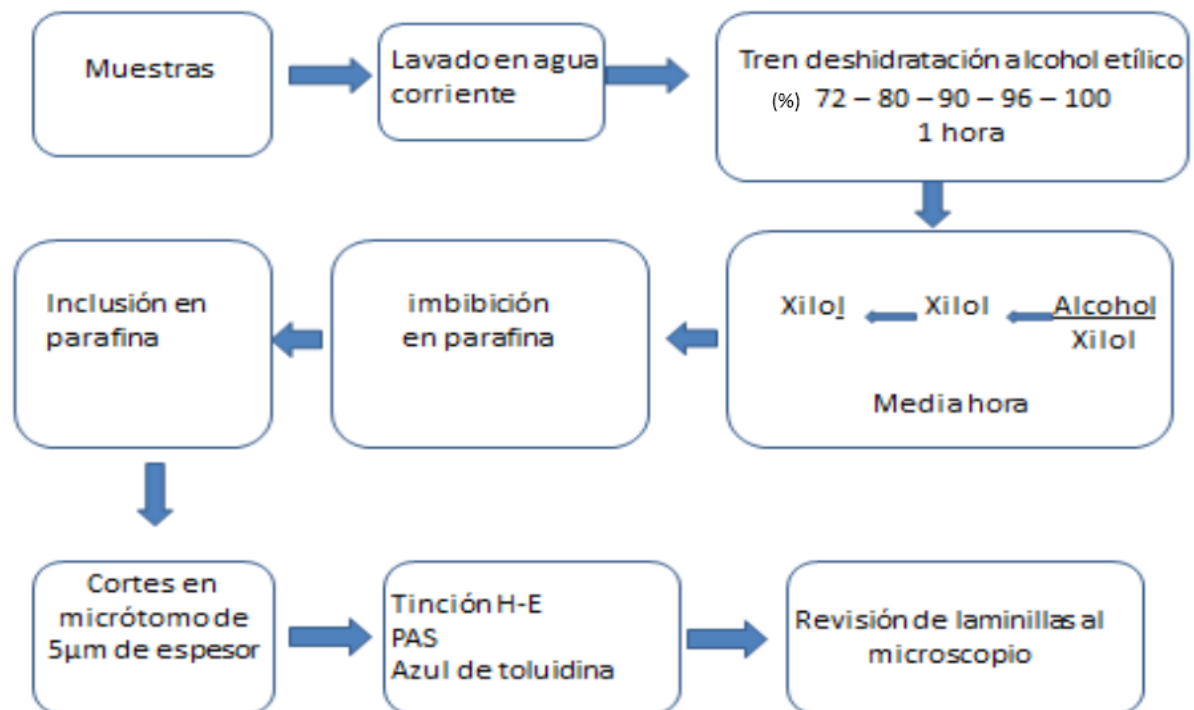 Muestras
Lavado en agua
corriente
Tren deshidratación alcohol etílico
(%) 72 – 80 – 90 – 96 – 100
1 hora
Alcohol
Xilol
Xilol
Xilol
Media hora
imbibición
en parafina
Inclusión en
parafina
Cortes en
micrótomo de
5µm de espesor
Tinción H-E
PAS
Azul de toluidina
Revisión de laminillas al
microscopio